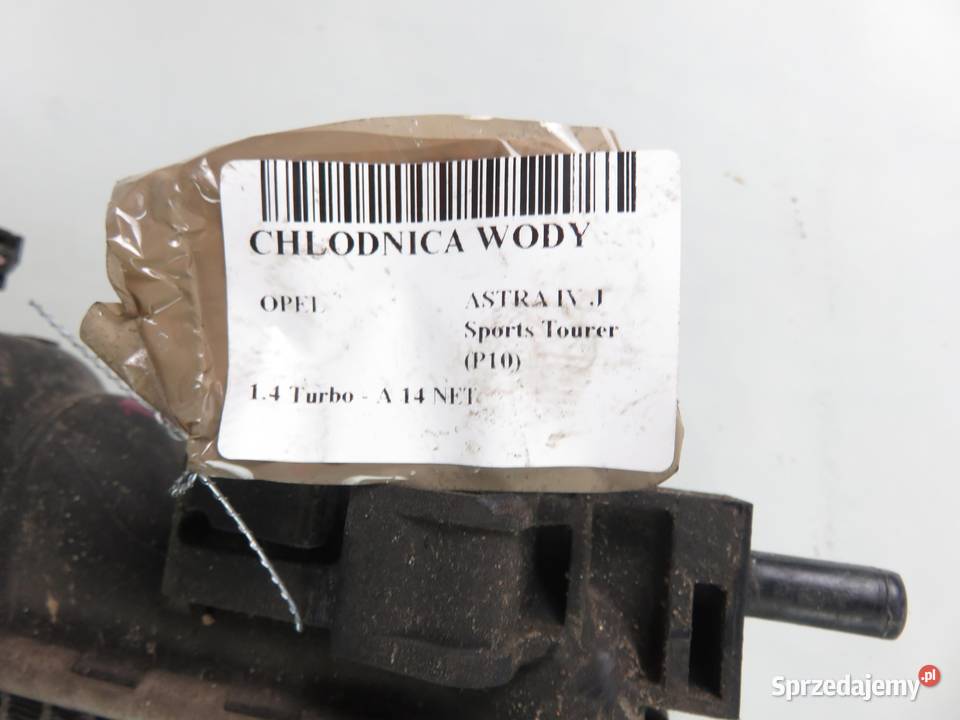 CHLODNICA WODY
OPEL
ASTRA IV J
Sports Tourer
(P10)
1.4 Turbo - A 14 NET
Sprzedajemy.pl